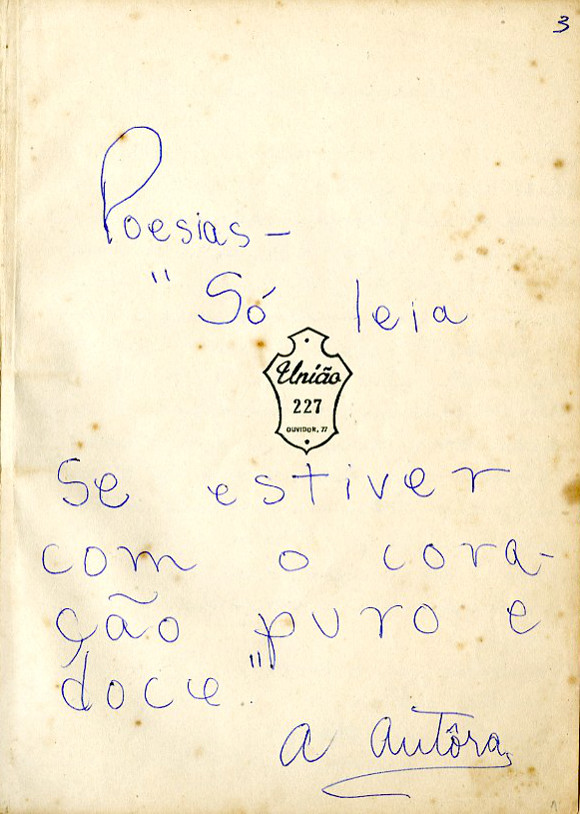 3
Poesias-
"Só leia
União
227
OUVIDOR, 77
Se estiver
com o cora-
ção puro e
doce."
A Autôra